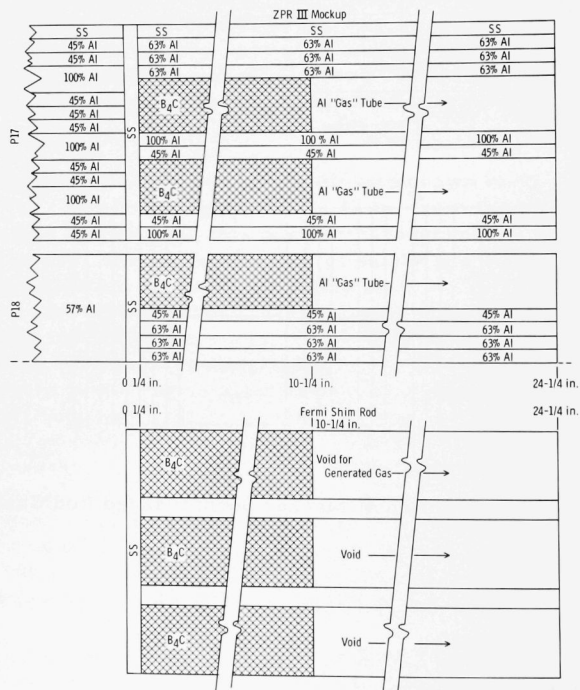 ZPR III Mockup
SS SS SS SS
45% Al 63% Al 63% Al 63% Al
45% Al 63% Al 63% Al 63% Al
63% Al 63% Al 63% Al
100% Al
B4C Al "Gas" Tube
45% Al
45% Al
45% Al
P17
SS
100% Al 100% Al 100 % Al 100% Al
45% Al 45% Al 45% Al
45% Al
45% Al
B4C Al "Gas" Tube
100% Al
45% Al 45% Al 45% Al 45% Al
45% Al 100% Al 100% Al 100% Al
B4C Al "Gas" Tube
P18
57% Al
SS
45% Al 45% Al 45% Al
63% Al 63% Al 63% Al
63% Al 63% Al 63% Al
63% Al 63% Al 63% Al
0 1/4 in. 10-1/4 in. 24-1/4 in.
0 1/4 in. Fermi Shim Rod 24-1/4 in.
10-1/4 in.
B4C Void for
Generated Gas
SS
B4C Void
B4C Void